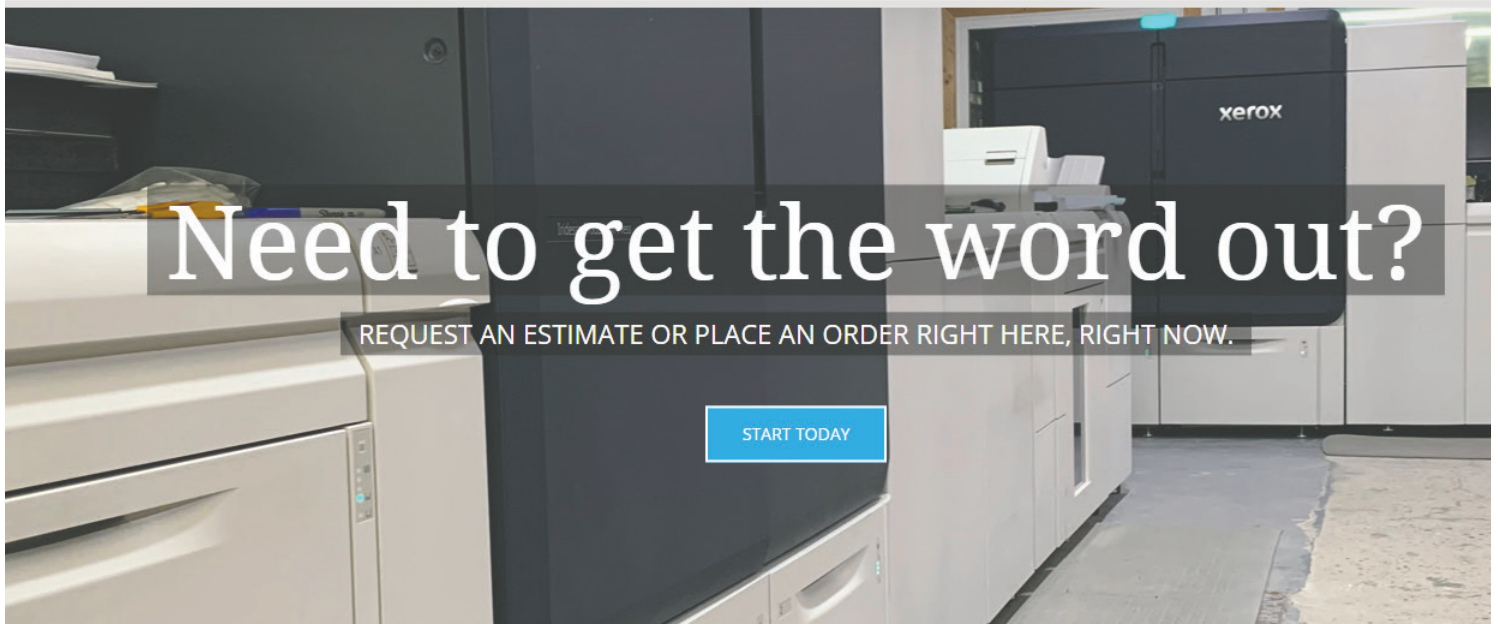 xerox
Need to get the word out?
REQUEST AN ESTIMATE OR PLACE AN ORDER RIGHT HERE, RIGHT NOW.
START TODAY